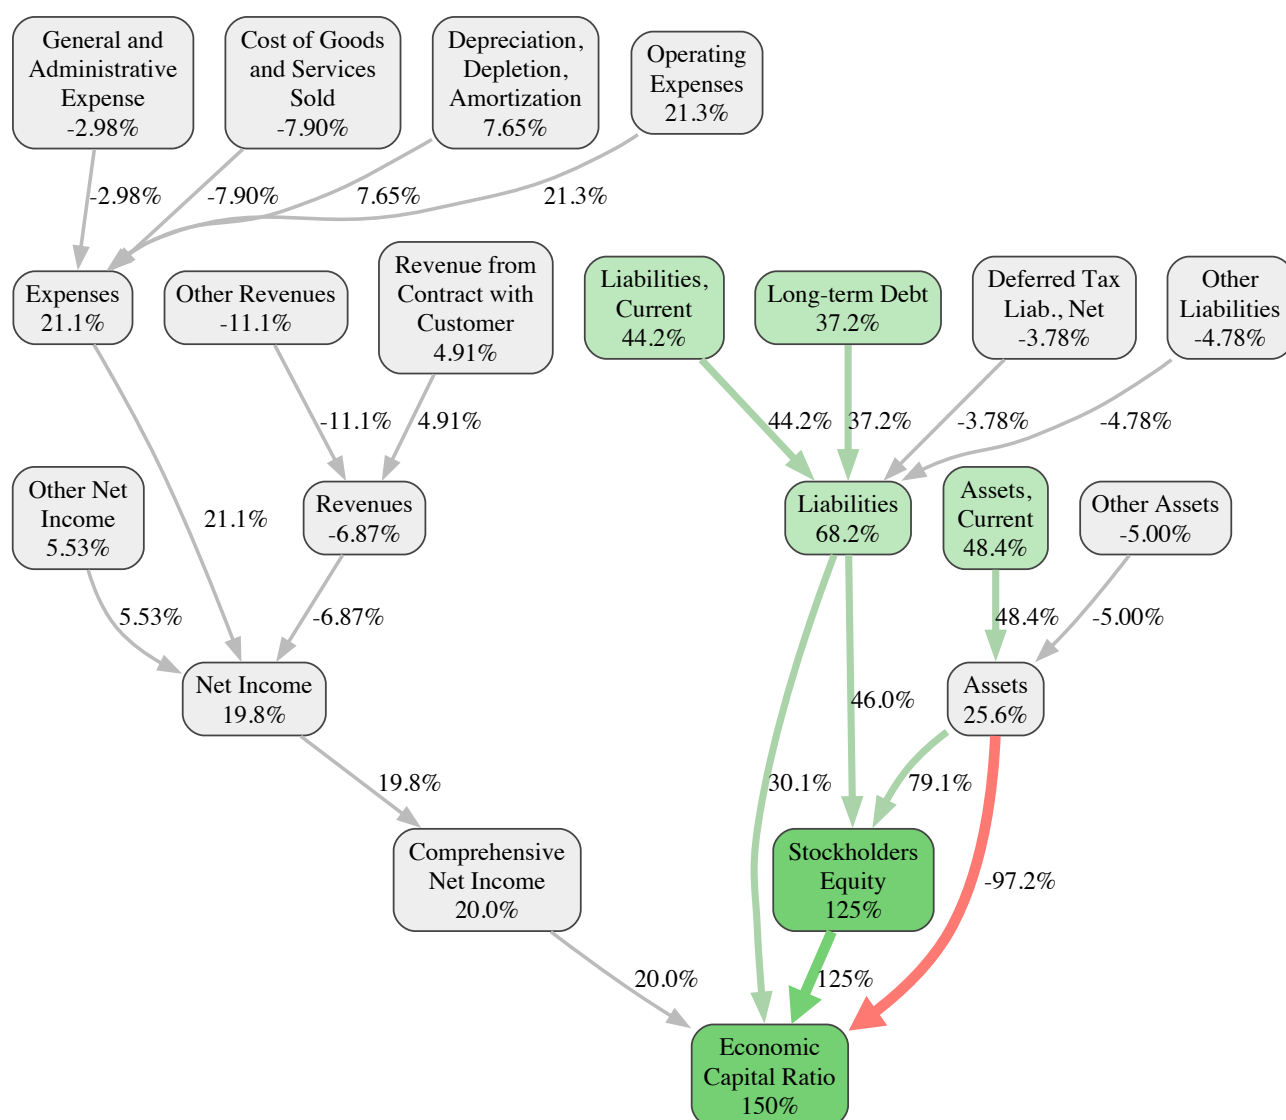 General and
Administrative
Expense
-2.98%
Cost of Goods
and Services
Sold
-7.90%
Depreciation,
Depletion,
Amortization
7.65%
Operating
Expenses
21.3%
-2.98%
-7.90%
7.65%
21.3%
Expenses
21.1%
Other Revenues
-11.1%
Revenue from
Contract with
Customer
4.91%
Liabilities,
Current
44.2%
Long-term Debt
37.2%
Deferred Tax
Liab., Net
-3.78%
Other
Liabilities
-4.78%
-11.1%
4.91%
44.2%
37.2%
-3.78%
-4.78%
Other Net
Income
5.53%
21.1%
Revenues
-6.87%
Liabilities
68.2%
Assets,
Current
48.4%
Other Assets
-5.00%
5.53%
-6.87%
48.4%
-5.00%
Net Income
19.8%
46.0%
Assets
25.6%
19.8%
30.1%
79.1%
Comprehensive
Net Income
20.0%
Stockholders
Equity
125%
-97.2%
20.0%
125%
Economic
Capital Ratio
150%